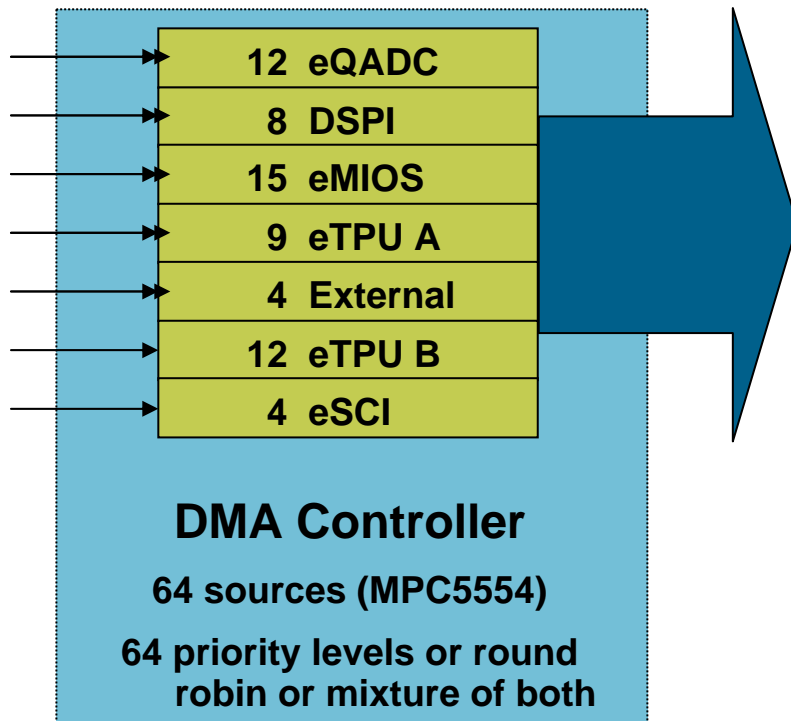 12 eQADC
8 DSPI
15 eMIOS
9 eTPU A
4 External
12 eTPU B
4 eSCI
DMA Controller
64 sources (MPC5554)
64 priority levels or round
robin or mixture of both